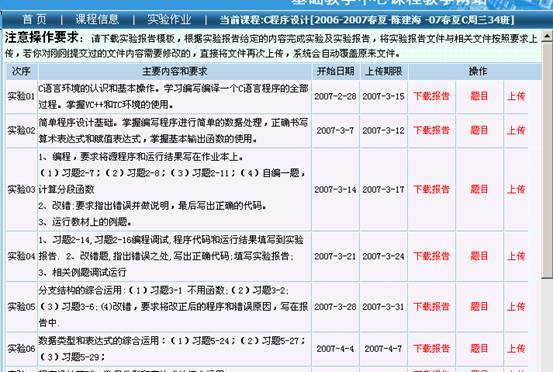 基础教学中心课程教学网站
首 页 | 课程信息 | 实验作业 | 当前课程:C程序设计[2006-2007春夏-陈建海 -07春夏C周三34班]
注意操作要求: 请下载实验报告模板，根据实验报告给定的内容完成实验及实验报告，将实验报告文件与相关文件按照要求上
传，若你对刚刚提交过的文件内容需要修改的，直接将文件再次上传，系统会自动覆盖原来文件。
次序 主要内容和要求 开始日期 上传期限 操作
实验01 C语言环境的认识和基本操作。学习编写编译一个C语言程序的全部
过程。掌握VC++和TC环境的使用。 2007-2-28 2007-3-15 下载报告 题目 上传
实验02 简单程序设计基础。掌握编写程序进行简单的数据处理，正确书写
算术表达式和赋值表达式，掌握基本输出函数的使用。 2007-3-7 2007-3-12 下载报告 题目 上传
实验03 1、编程，要求将源程序和运行结果写在作业本上。
(1)习题2-7；(2)习题2-8；(3)习题2-11；(4)自编一题，
计算分段函数
2、改错:要求指出错误并做说明，最后写出正确的代码。
3、运行教材上的例题。 2007-3-14 2007-3-17 下载报告 题目 上传
实验04 1、习题2-14,习题2-16编程调试,程序代码和运行结果填写到实验
报告. 2、改错题,指出错误之处,写出正确代码;填写实验报告;
3、相关例题调试运行 2007-3-21 2007-3-24 下载报告 题目 上传
实验05 分支结构的综合运用:(1)习题3-1 不用函数;(2)习题3-2;
(3)习题3-6;(4)改错，要求将改正后的程序和错误原因，写在报
告中. 2007-3-28 2007-3-31 下载报告 题目 上传
实验06 数据类型和表达式的综合运用：(1)习题5-24；(2)习题5-27；
(3)习题5-29； 2007-4-4 2007-4-7 下载报告 题目 上传